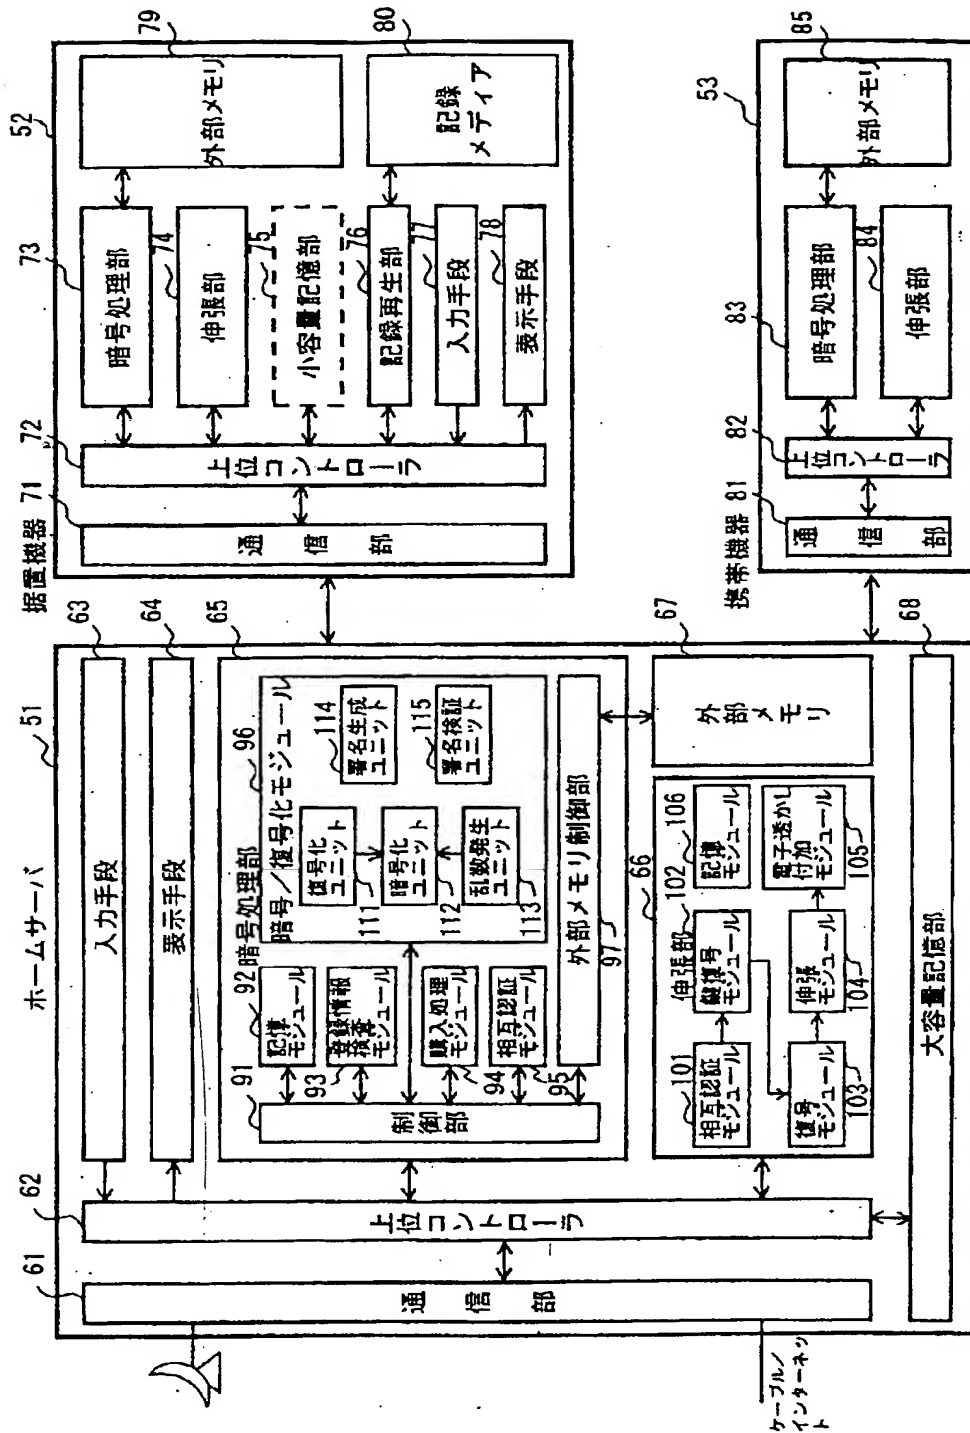 ホームサーバ
51
61
通信部
62
上位コントローラ
63
入力手段
64
表示手段
65
暗号処理部
91
制御部
92
記憶
モジュール
93
登録情報
検査
モジュール
94
購入処理
モジュール
95
相互認証
モジュール
96
暗号／復号化モジュール
111
復号化
ユニット
112
暗号化
ユニット
113
乱数発生
ユニット
114
署名生成
ユニット
115
署名検証
ユニット
97
外部メモリ制御部
66
伸張部
101
相互認証
モジュール
102
鍵復号
モジュール
103
復号
モジュール
104
伸張
モジュール
105
電子透かし
付加
モジュール
106
記憶
モジュール
67
外部
メモリ
68
大容量記憶部
ケーブル／
インターネッ
ト
据置機器
52
71
通信部
72
上位コントローラ
73
暗号処理部
74
伸張部
75
小容量記憶部
76
記録再生部
77
入力手段
78
表示手段
79
外部メモリ
80
記録
メディア
携帯機器
53
81
通信部
82
上位コントローラ
83
暗号処理部
84
伸張部
85
外部メモリ